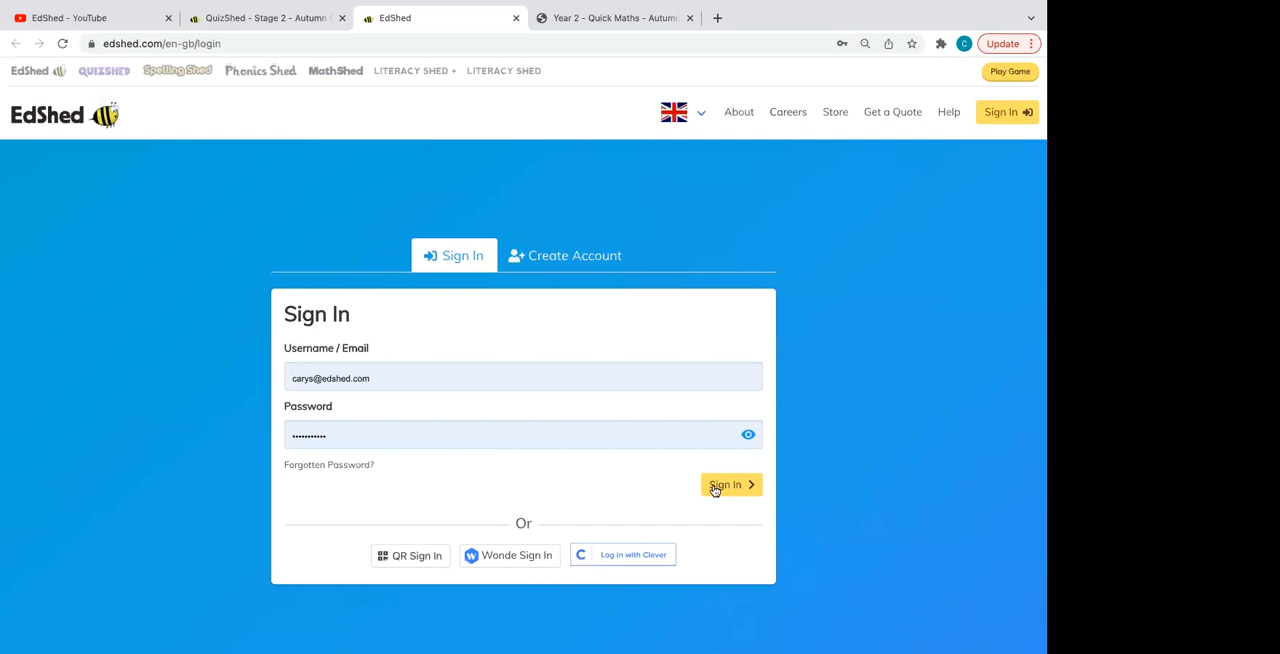 EdShed - YouTube
QuizShed - Stage 2 - Autumn
EdShed
Year 2 - Quick Maths - Autum
edshed.com/en-gb/login
C
Update
EdShed QUIZSHED Spelling Shed Phonics Shed MathShed LITERACY SHED + LITERACY SHED
Play Game
EdShed
About Careers Store Get a Quote Help Sign In
Sign In Create Account
Sign In
Username / Email
carys@edshed.com
Password
•••••••••••
Forgotten Password?
Sign In
Or
QR Sign In W Wonde Sign In C Log in with Clever